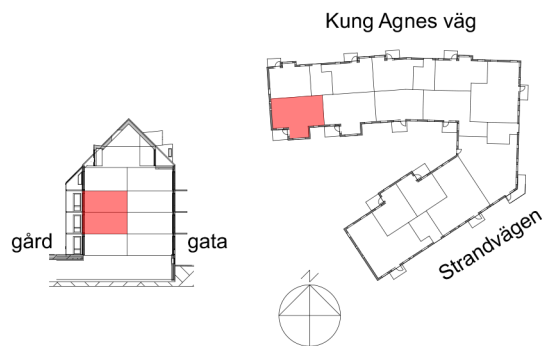 Kung Agnes väg
gård
gata
Strandvägen
N